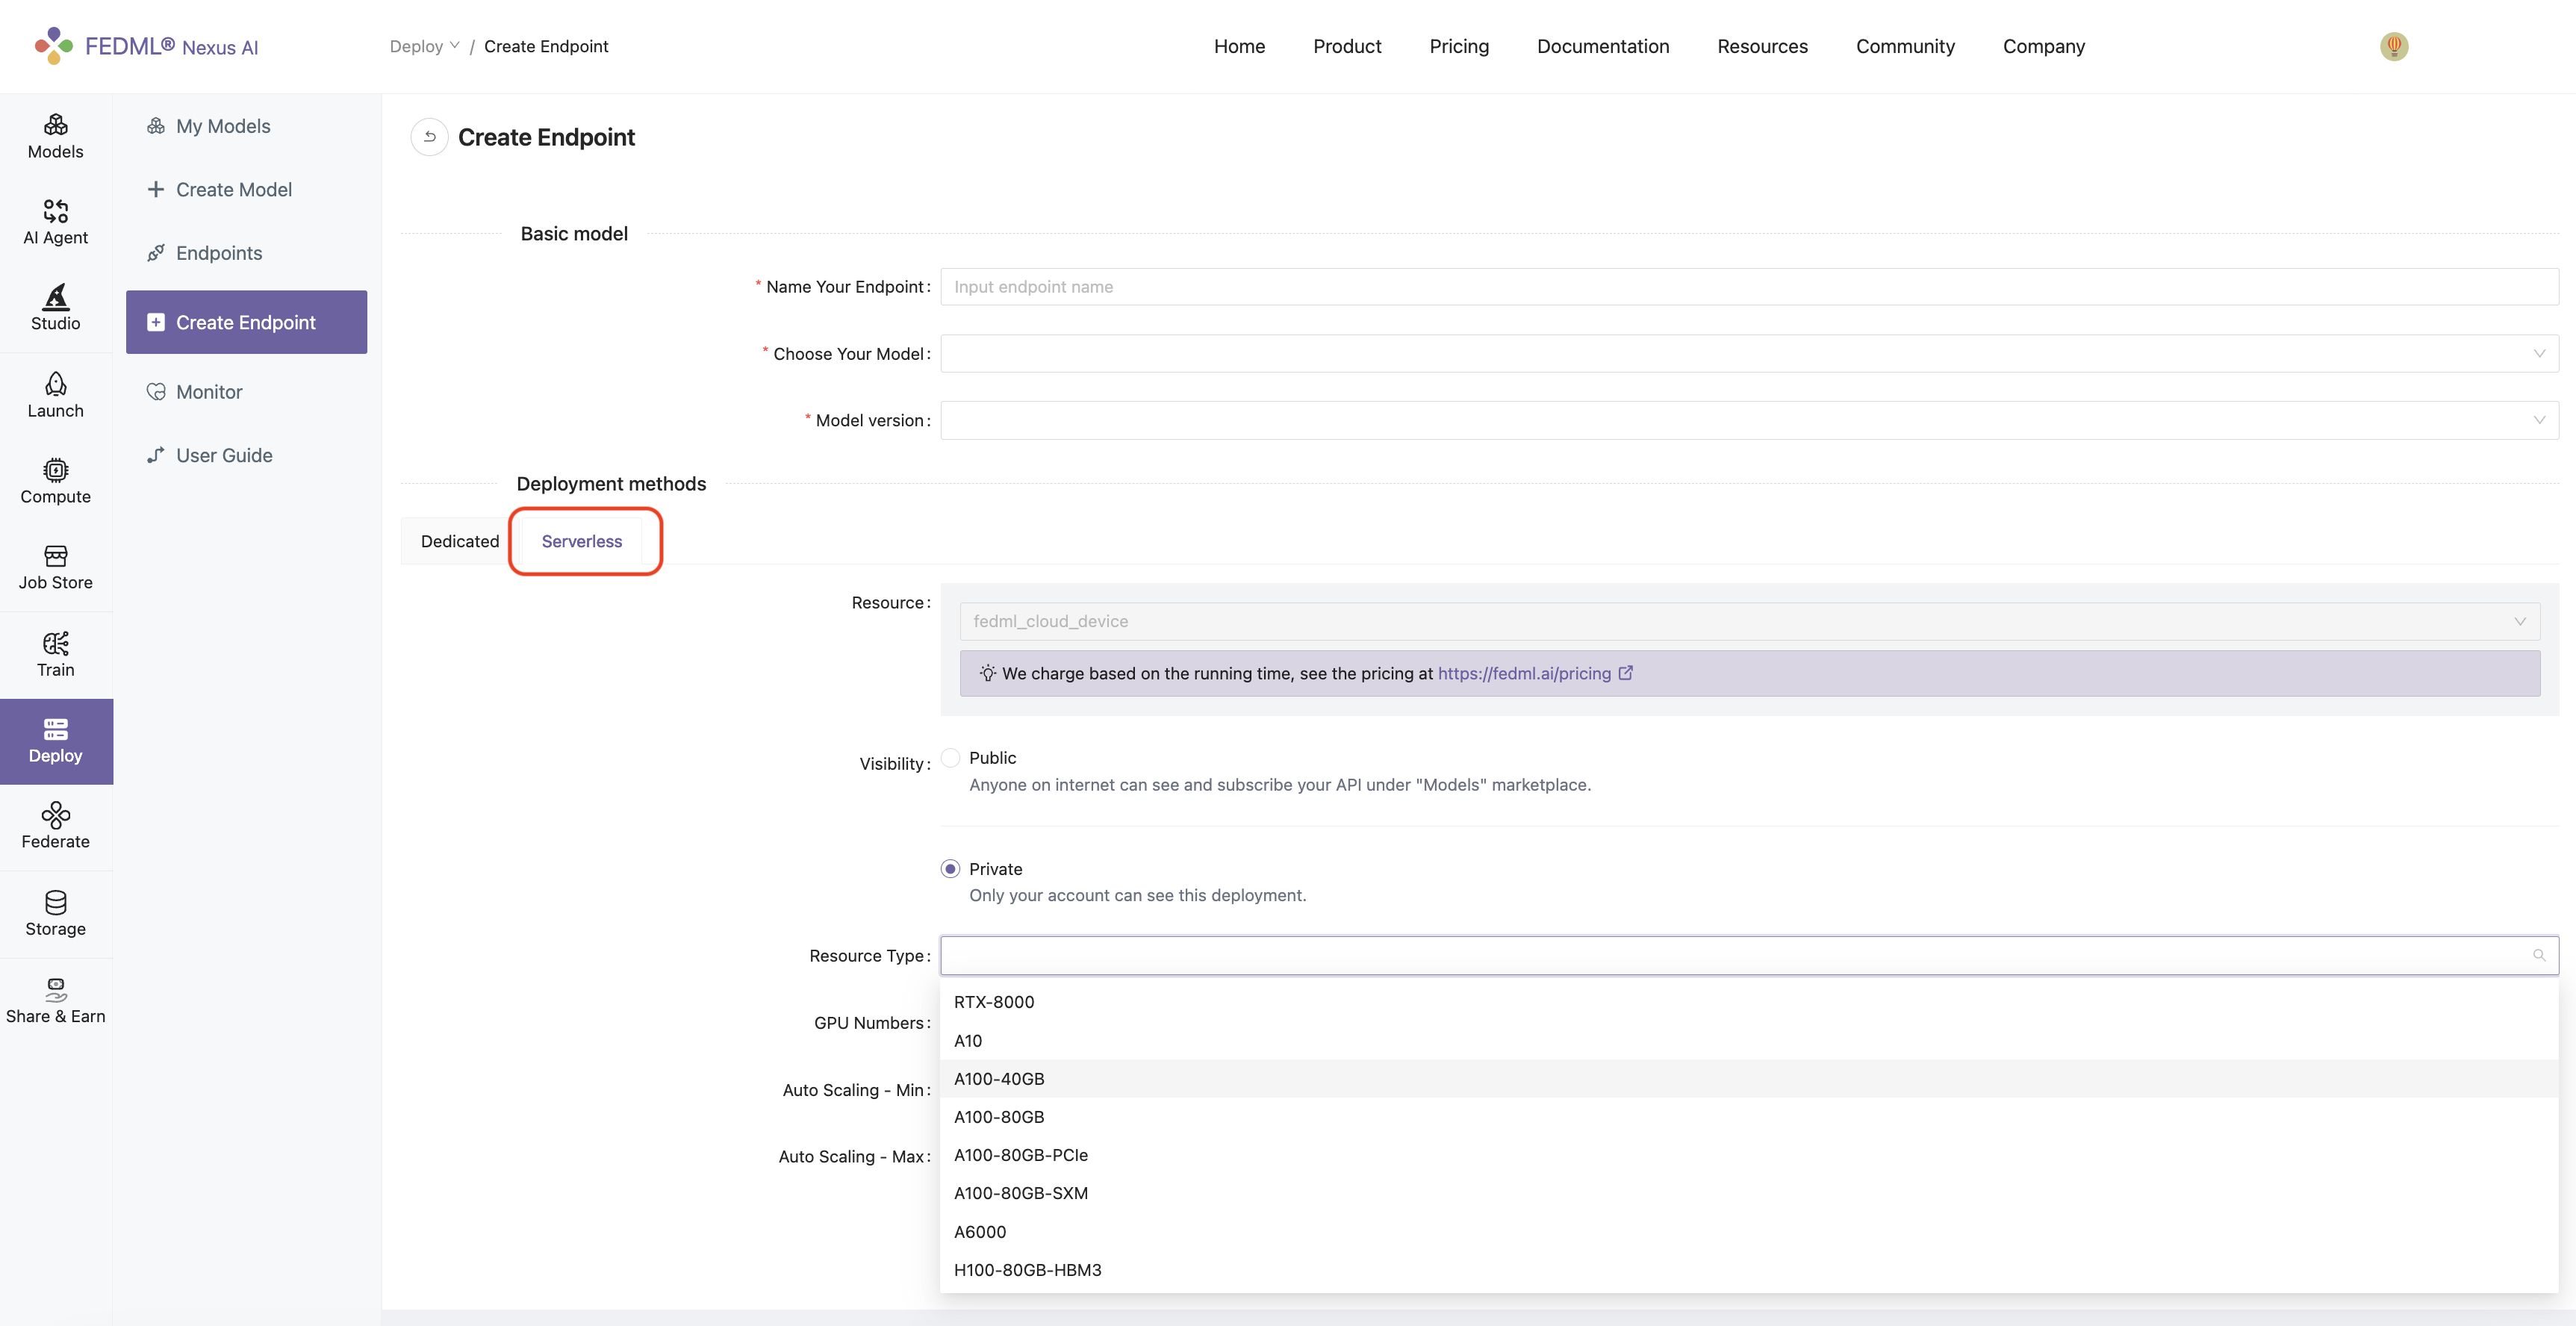 FEDML® Nexus AI
Deploy / Create Endpoint
Home Product Pricing Documentation Resources Community Company
Models
AI Agent
Studio
Launch
Compute
Job Store
Train
Deploy
Federate
Storage
Share & Earn
My Models
Create Model
Endpoints
Create Endpoint
Monitor
User Guide
Create Endpoint
Basic model
* Name Your Endpoint: Input endpoint name
* Choose Your Model:
* Model version:
Deployment methods
Dedicated Serverless
Resource: fedml_cloud_device
We charge based on the running time, see the pricing at https://fedml.ai/pricing
Visibility: Public
Anyone on internet can see and subscribe your API under "Models" marketplace.
Private
Only your account can see this deployment.
Resource Type:
GPU Numbers:
Auto Scaling - Min:
Auto Scaling - Max:
RTX-8000
A10
A100-40GB
A100-80GB
A100-80GB-PCIe
A100-80GB-SXM
A6000
H100-80GB-HBM3